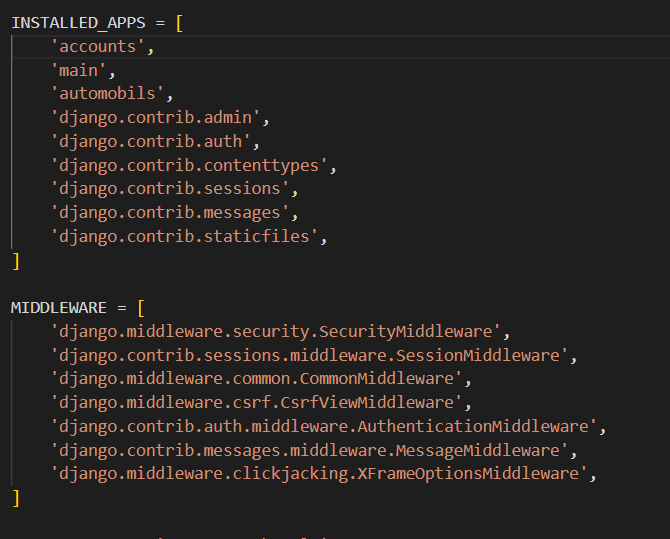 INSTALLED_APPS = [
    'accounts',
    'main',
    'automobils',
    'django.contrib.admin',
    'django.contrib.auth',
    'django.contrib.contenttypes',
    'django.contrib.sessions',
    'django.contrib.messages',
    'django.contrib.staticfiles',
]
MIDDLEWARE = [
    'django.middleware.security.SecurityMiddleware',
    'django.contrib.sessions.middleware.SessionMiddleware',
    'django.middleware.common.CommonMiddleware',
    'django.middleware.csrf.CsrfViewMiddleware',
    'django.contrib.auth.middleware.AuthenticationMiddleware',
    'django.contrib.messages.middleware.MessageMiddleware',
    'django.middleware.clickjacking.XFrameOptionsMiddleware',
]